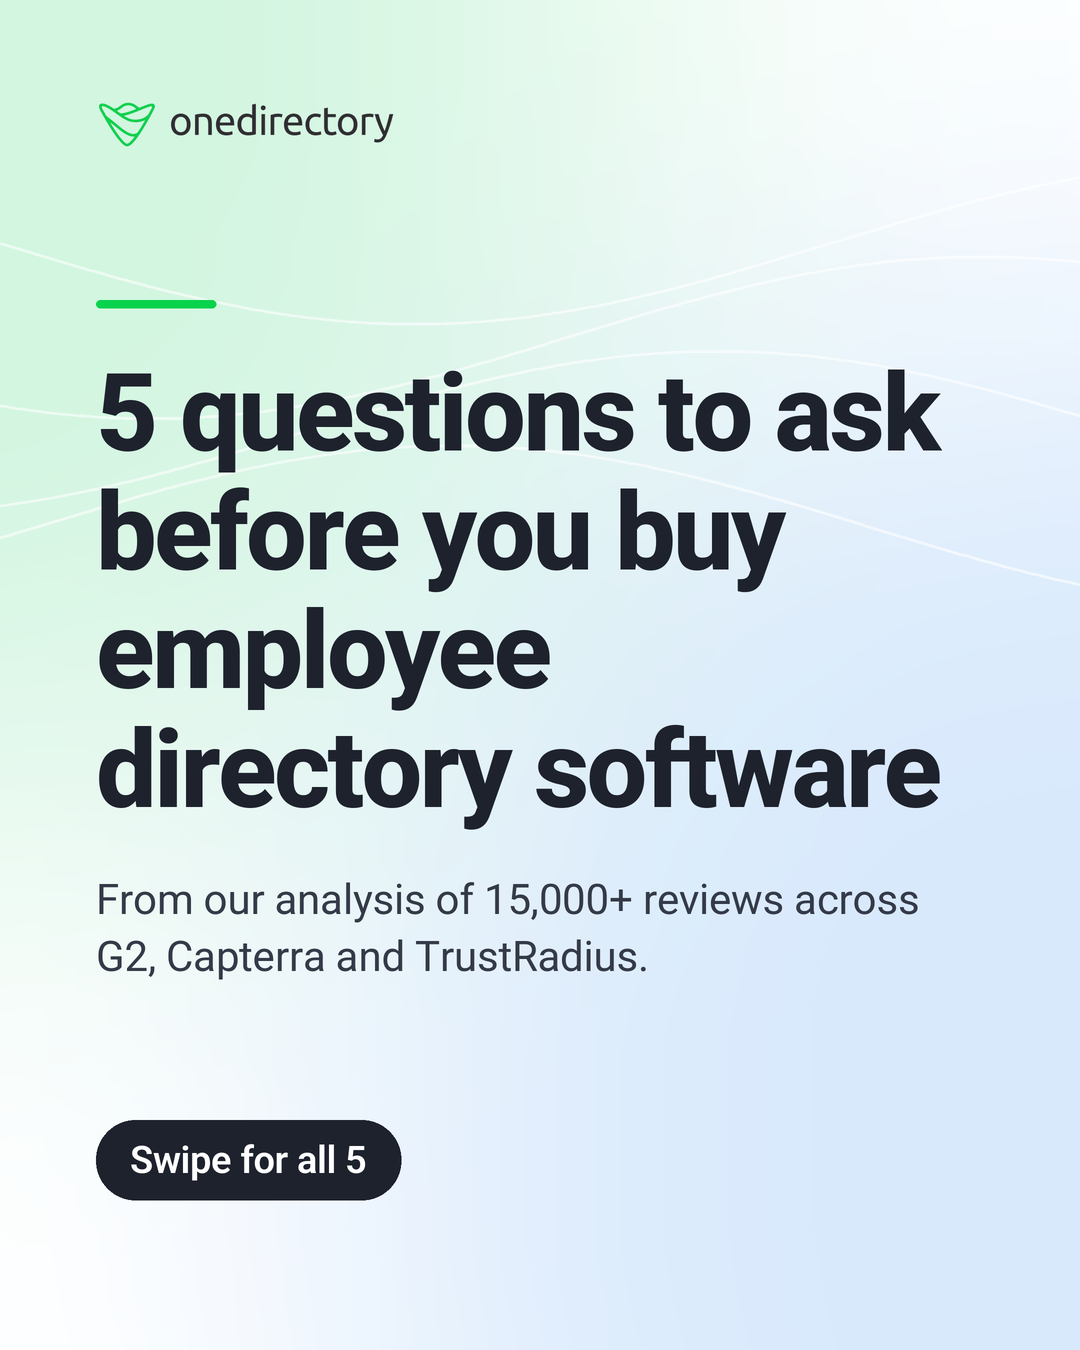 onedirectory
5 questions to ask
before you buy
employee
directory software
From our analysis of 15,000+ reviews across
G2, Capterra and TrustRadius.
Swipe for all 5